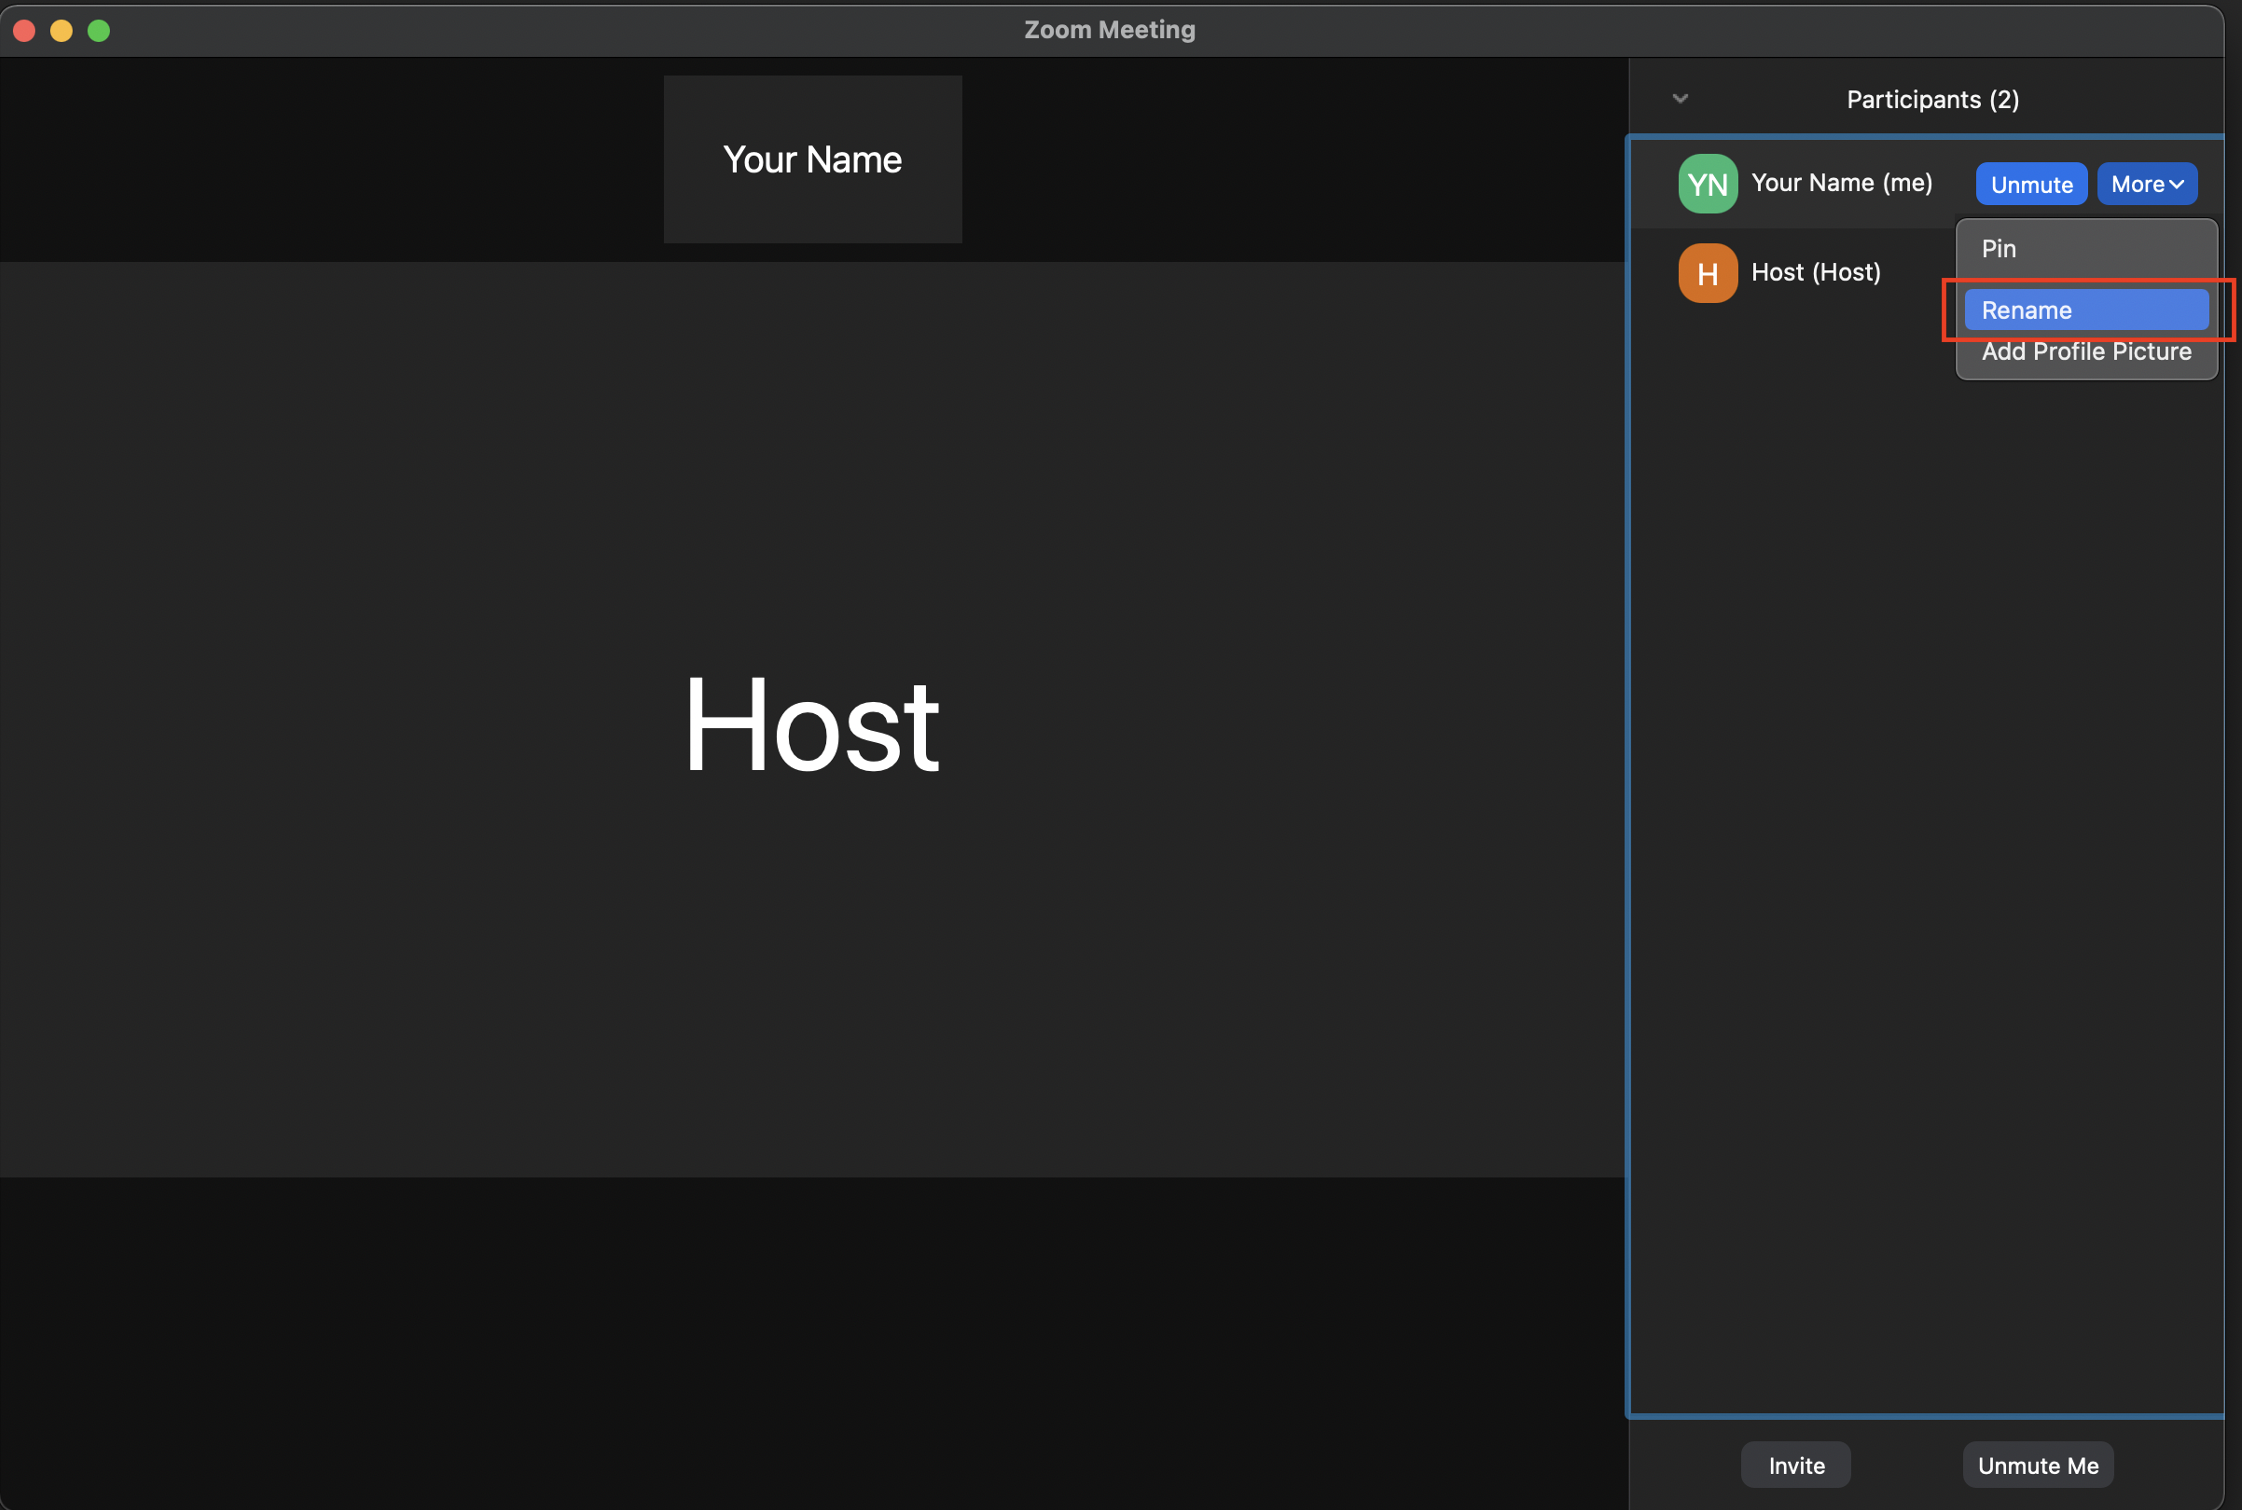 Zoom Meeting
Your Name
Host
Participants (2)
YN Your Name (me) Unmute More
H Host (Host)
Pin
Rename
Add Profile Picture
Invite Unmute Me